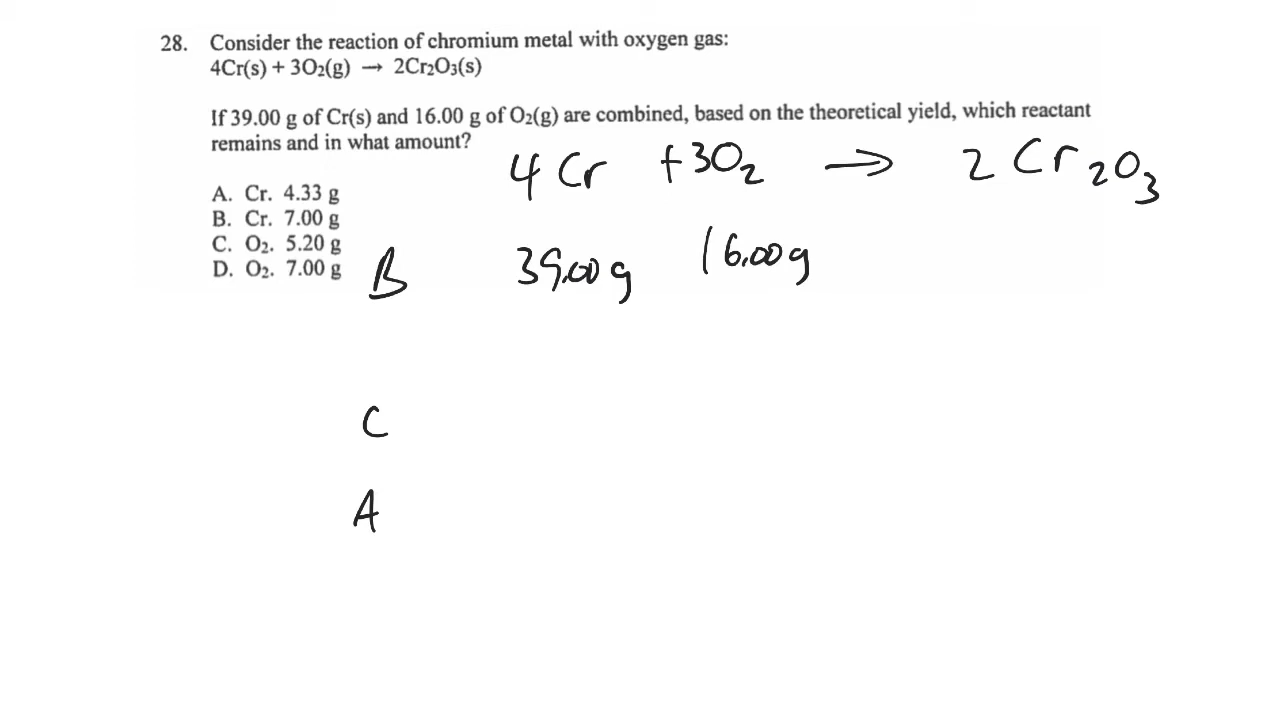 28. Consider the reaction of chromium metal with oxygen gas:
4Cr(s) + 3O2(g) → 2Cr2O3(s)
If 39.00 g of Cr(s) and 16.00 g of O2(g) are combined, based on the theoretical yield, which reactant
remains and in what amount?
4Cr +3O2 → 2Cr2O3
A. Cr. 4.33 g
B. Cr. 7.00 g
C. O2. 5.20 g
D. O2. 7.00 g
B 39.00g 16.00g
C
A